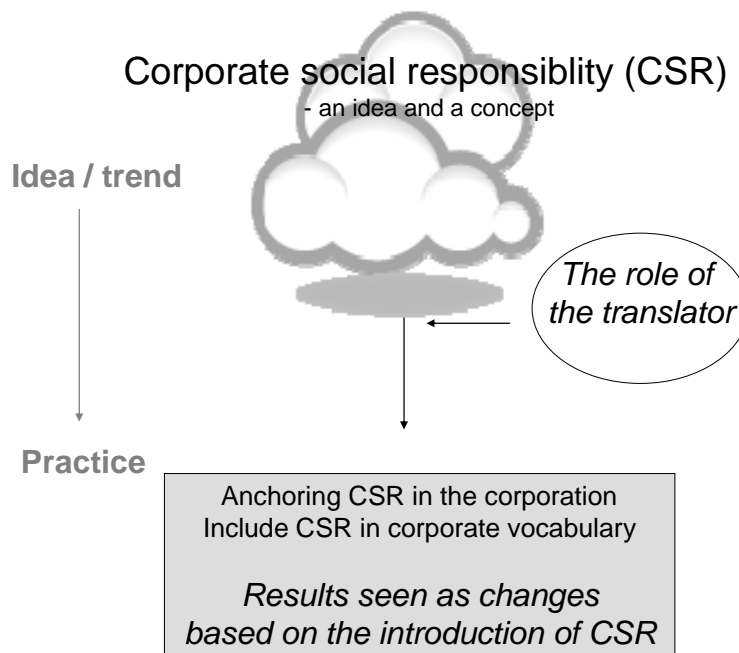 Corporate social responsiblity (CSR)
- an idea and a concept
Idea / trend
The role of
the translator
Practice
Anchoring CSR in the corporation
Include CSR in corporate vocabulary
Results seen as changes
based on the introduction of CSR